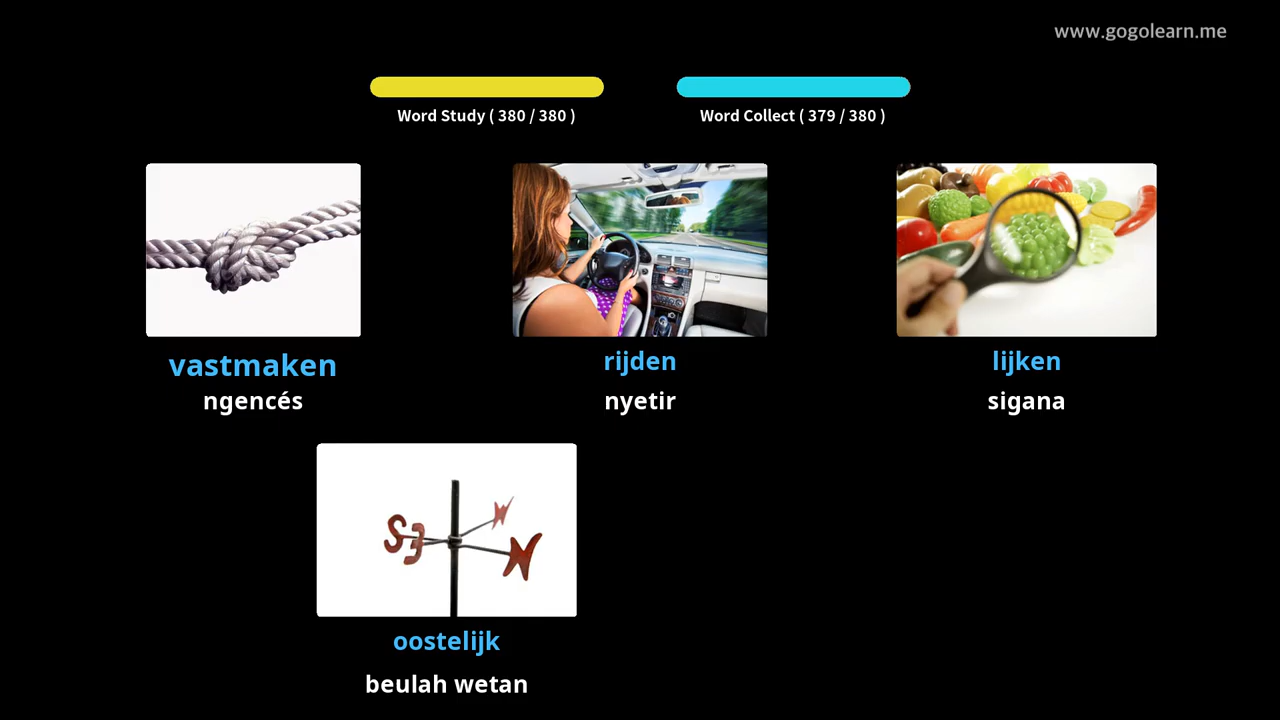 www.gogolearn.me
Word Study ( 380 / 380 )
Word Collect ( 379 / 380 )
vastmaken
ngencés
rijden
nyetir
lijken
sigana
S E N
oostelijk
beulah wetan